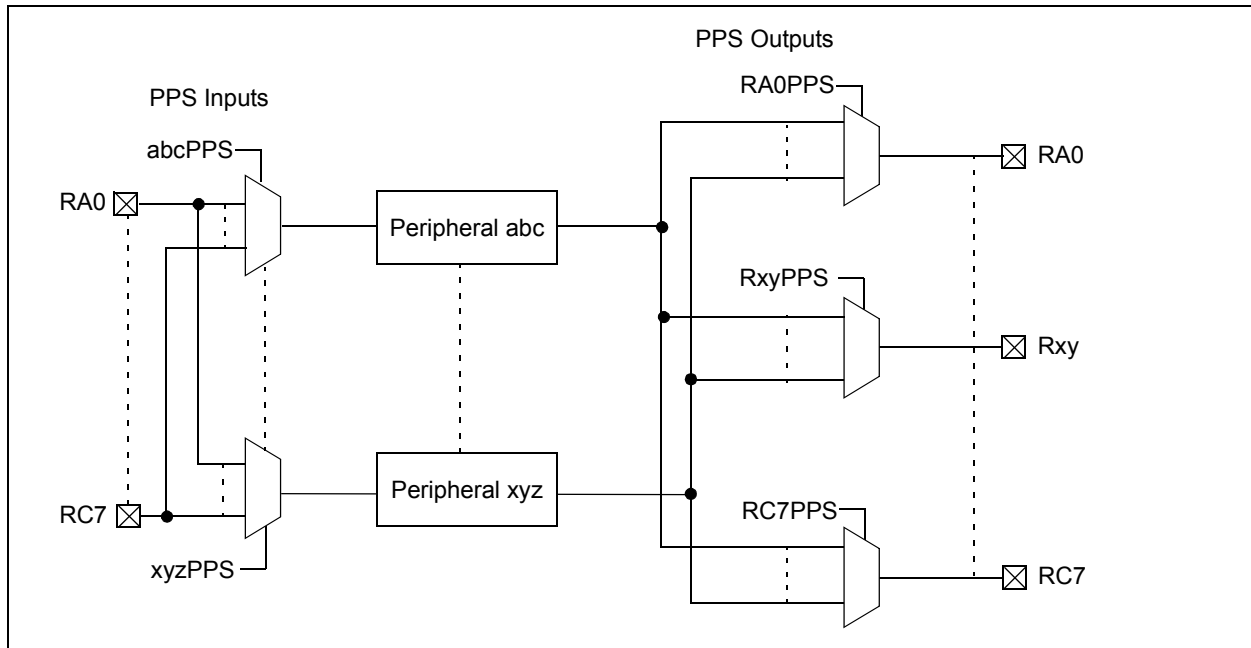 PPS Outputs
RA0PPS
PPS Inputs
abcPPS
RA0
RA0
Peripheral abc
RxyPPS
Rxy
Peripheral xyz
RC7
RC7PPS
xyzPPS
RC7